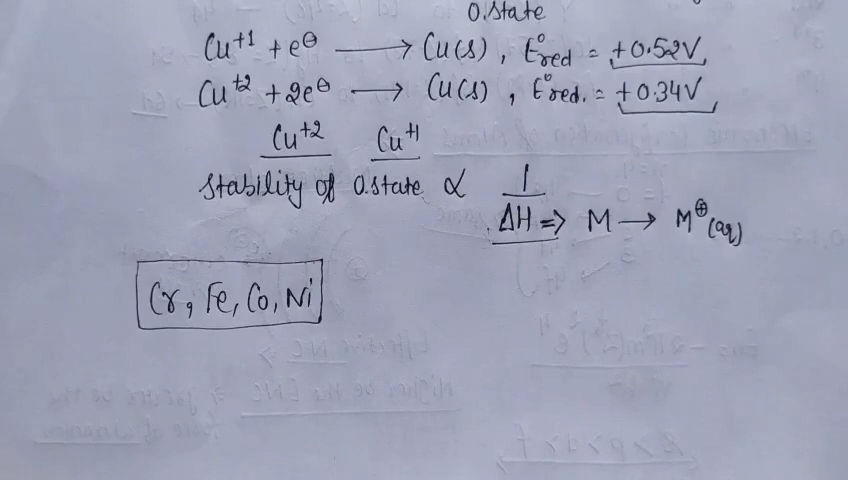 O.state
Cu⁺¹ + e⊖ ⟶ Cu(s), E°red = +0.52V
Cu⁺² + 2e⊖ ⟶ Cu(s), E°red. = +0.34V
Cu⁺² Cu⁺¹
Stability of O.state ∝ 1/ΔH ⇒ M ⟶ M⊕(aq)
Cr, Fe, Co, Ni